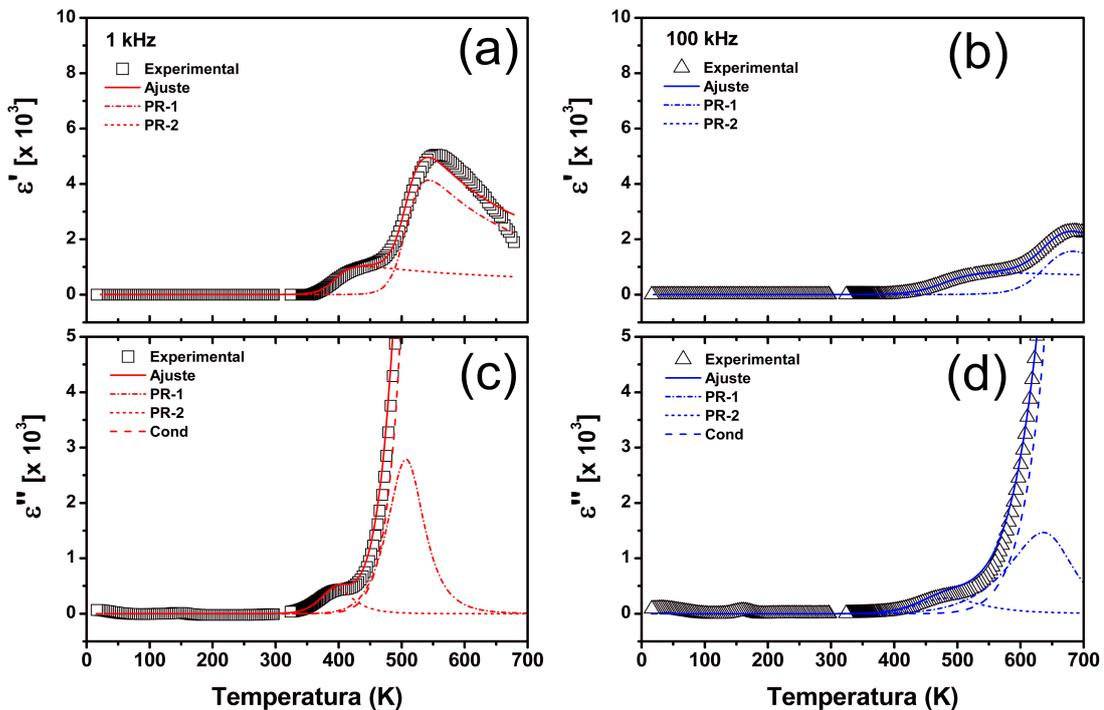 1 kHz
(a)
Experimental
Ajuste
PR-1
PR-2
ε' [x 10³]
10
8
6
4
2
0
100 kHz
(b)
Experimental
Ajuste
PR-1
PR-2
ε' [x 10³]
10
8
6
4
2
0
(c)
Experimental
Ajuste
PR-1
PR-2
Cond
ε'' [x 10³]
5
4
3
2
1
0
0 100 200 300 400 500 600 700
Temperatura (K)
(d)
Experimental
Ajuste
PR-1
PR-2
Cond
ε'' [x 10³]
5
4
3
2
1
0
0 100 200 300 400 500 600 700
Temperatura (K)